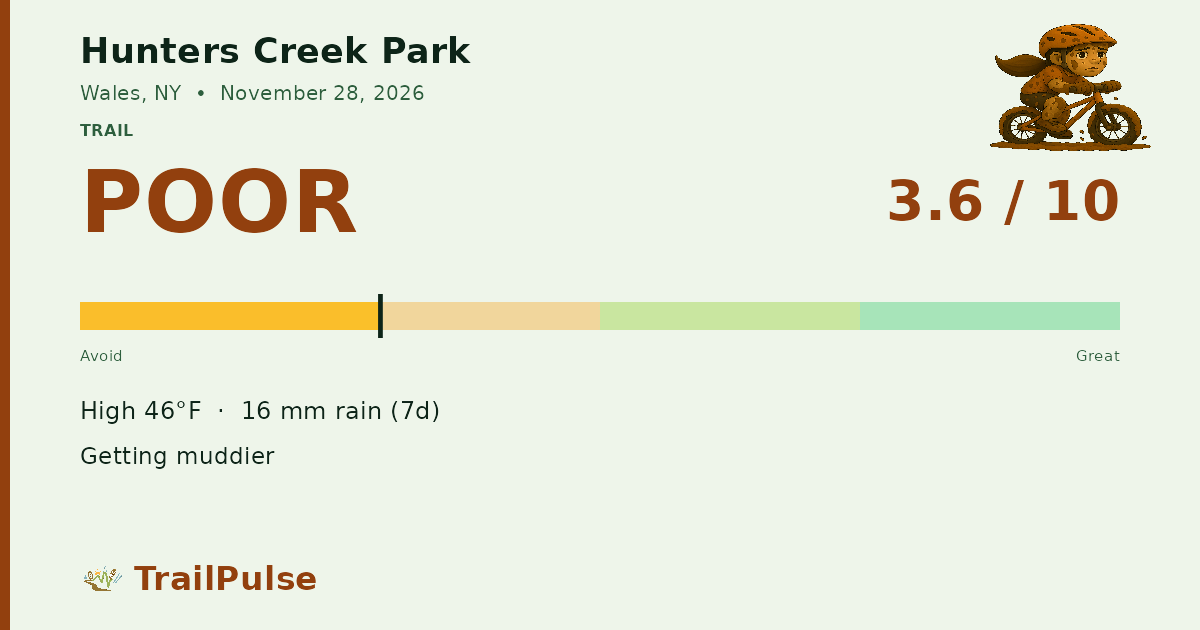 Hunters Creek Park
Wales, NY • November 28, 2026
TRAIL
POOR
3.6 / 10
Avoid
Great
High 46°F · 16 mm rain (7d)
Getting muddier
TrailPulse